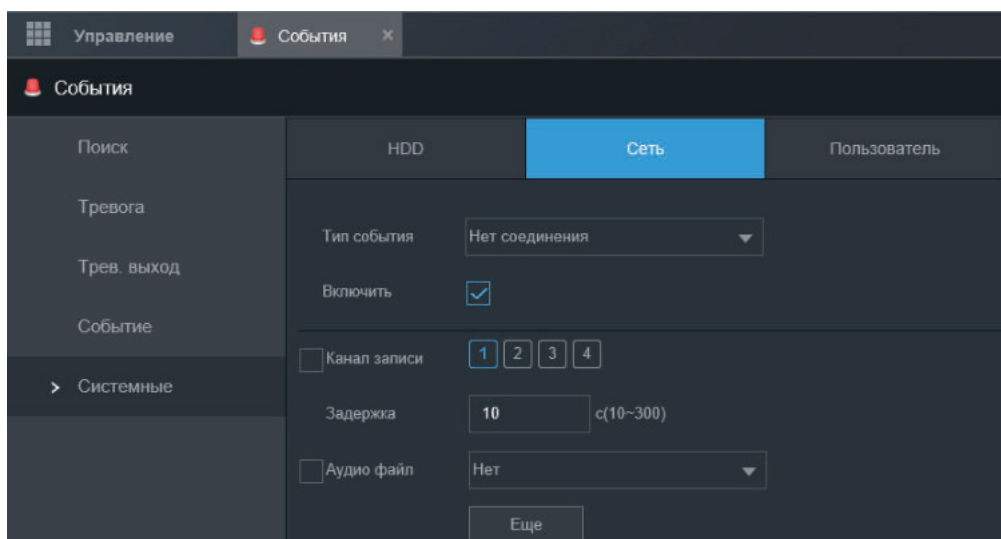 Управление События ×
События
Поиск
Тревога
Трев. выход
Событие
> Системные
HDD Сеть Пользователь
Тип события Нет соединения
Включить
Канал записи 1 2 3 4
Задержка 10 с(10~300)
Аудио файл Нет
Еще